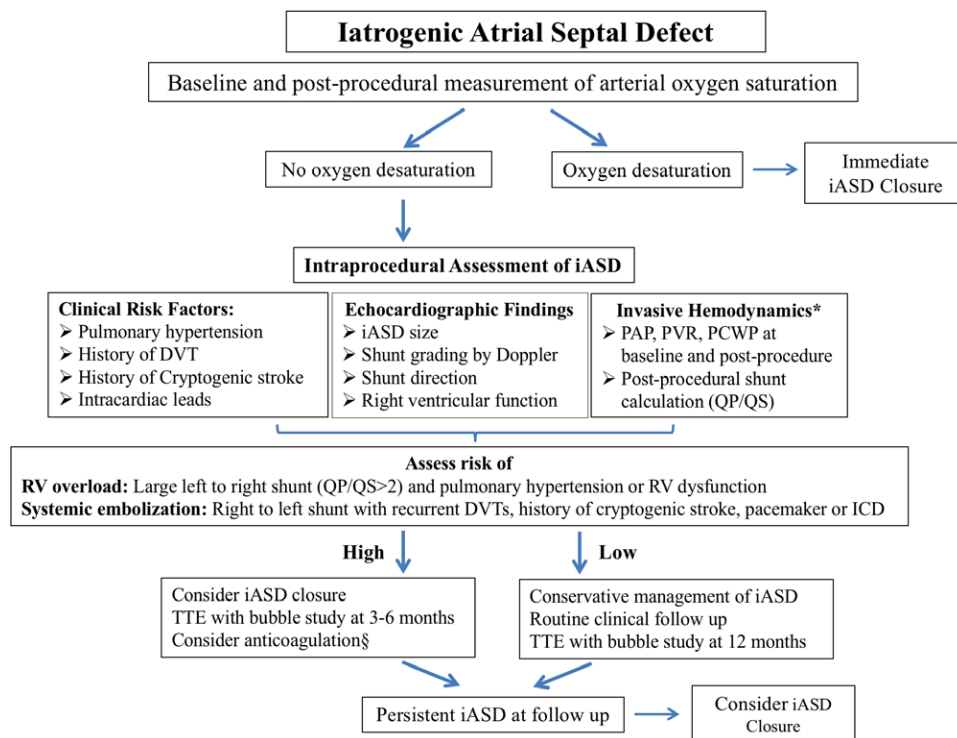 Iatrogenic Atrial Septal Defect
Baseline and post-procedural measurement of arterial oxygen saturation
No oxygen desaturation
Oxygen desaturation
Immediate
iASD Closure
Intraprocedural Assessment of iASD
Clinical Risk Factors:
➢ Pulmonary hypertension
➢ History of DVT
➢ History of Cryptogenic stroke
➢ Intracardiac leads
Echocardiographic Findings
➢ iASD size
➢ Shunt grading by Doppler
➢ Shunt direction
➢ Right ventricular function
Invasive Hemodynamics*
➢ PAP, PVR, PCWP at
baseline and post-procedure
➢ Post-procedural shunt
calculation (QP/QS)
Assess risk of
RV overload: Large left to right shunt (QP/QS>2) and pulmonary hypertension or RV dysfunction
Systemic embolization: Right to left shunt with recurrent DVTs, history of cryptogenic stroke, pacemaker or ICD
High
Low
Consider iASD closure
TTE with bubble study at 3-6 months
Consider anticoagulation§
Conservative management of iASD
Routine clinical follow up
TTE with bubble study at 12 months
Persistent iASD at follow up
Consider iASD
Closure